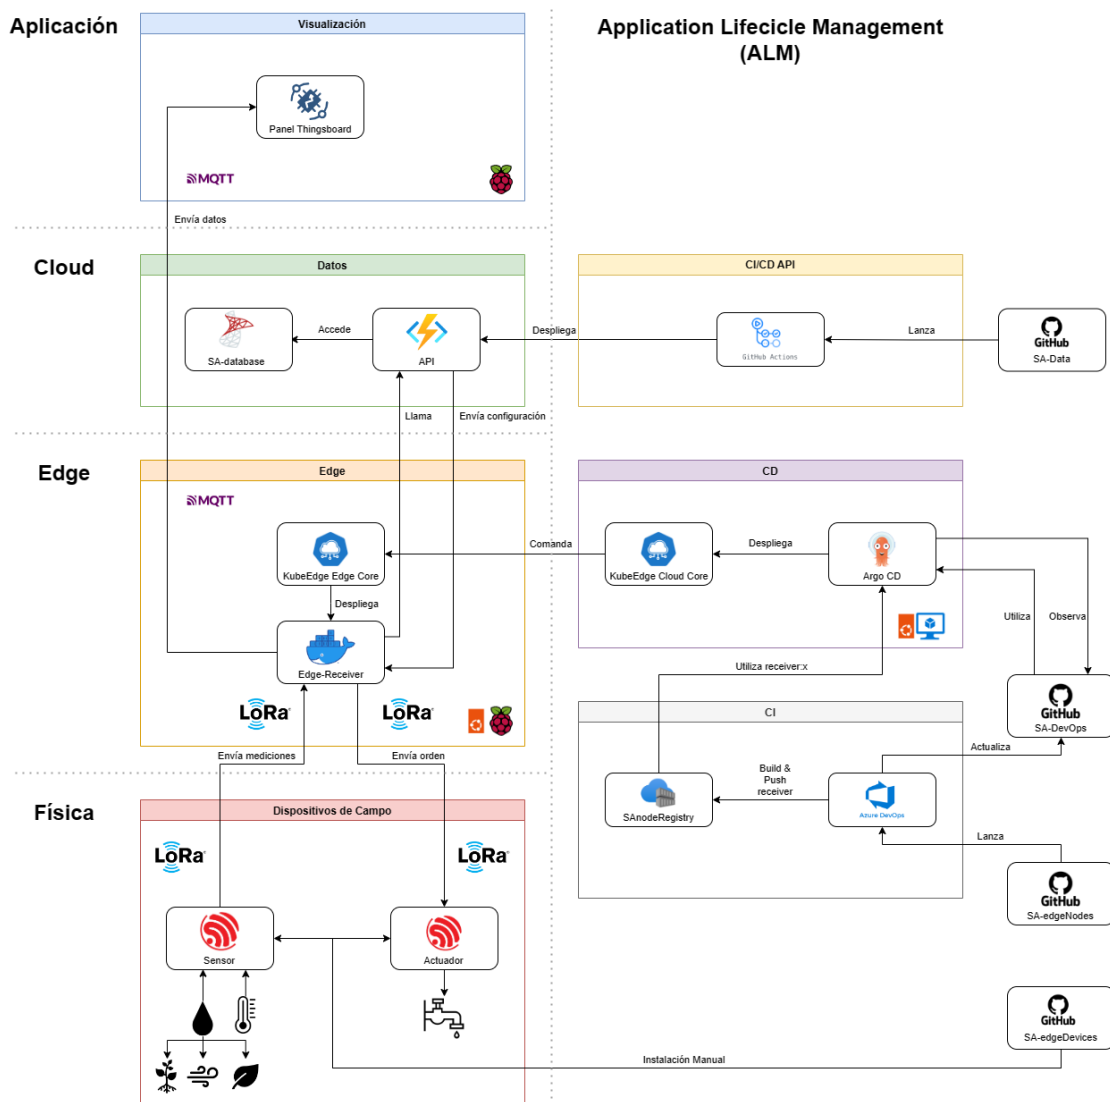 Aplicación
Visualización
Application Lifecicle Management
(ALM)
Panel Thingsboard
MQTT
Envía datos
Cloud
Datos
CI/CD API
SA-database
Accede
API
Despliega
GitHub Actions
Lanza
GitHub
SA-Data
Llama
Envía configuración
Edge
Edge
CD
MQTT
KubeEdge Edge Core
Comanda
KubeEdge Cloud Core
Despliega
Argo CD
Despliega
Utiliza
Observa
Edge-Receiver
Utiliza receiver:x
LoRa
LoRa
GitHub
SA-DevOps
CI
Envía mediciones
Envía orden
Actualiza
Build &
Push
receiver
SAnodeRegistry
Azure DevOps
Física
Dispositivos de Campo
Lanza
LoRa
LoRa
GitHub
SA-edgeNodes
Sensor
Actuador
GitHub
SA-edgeDevices
Instalación Manual